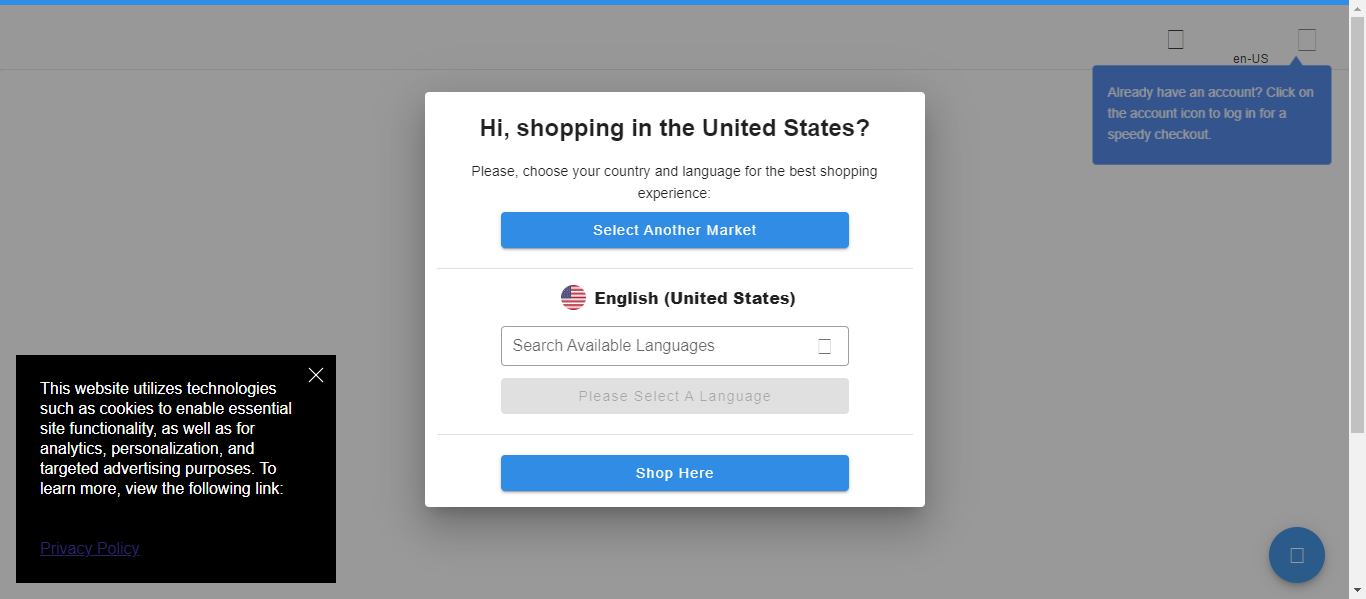 en-US
Already have an account? Click on
the account icon to log in for a
speedy checkout.
Hi, shopping in the United States?
Please, choose your country and language for the best shopping
experience:
Select Another Market
English (United States)
Search Available Languages
Please Select A Language
Shop Here
This website utilizes technologies
such as cookies to enable essential
site functionality, as well as for
analytics, personalization, and
targeted advertising purposes. To
learn more, view the following link:
Privacy Policy